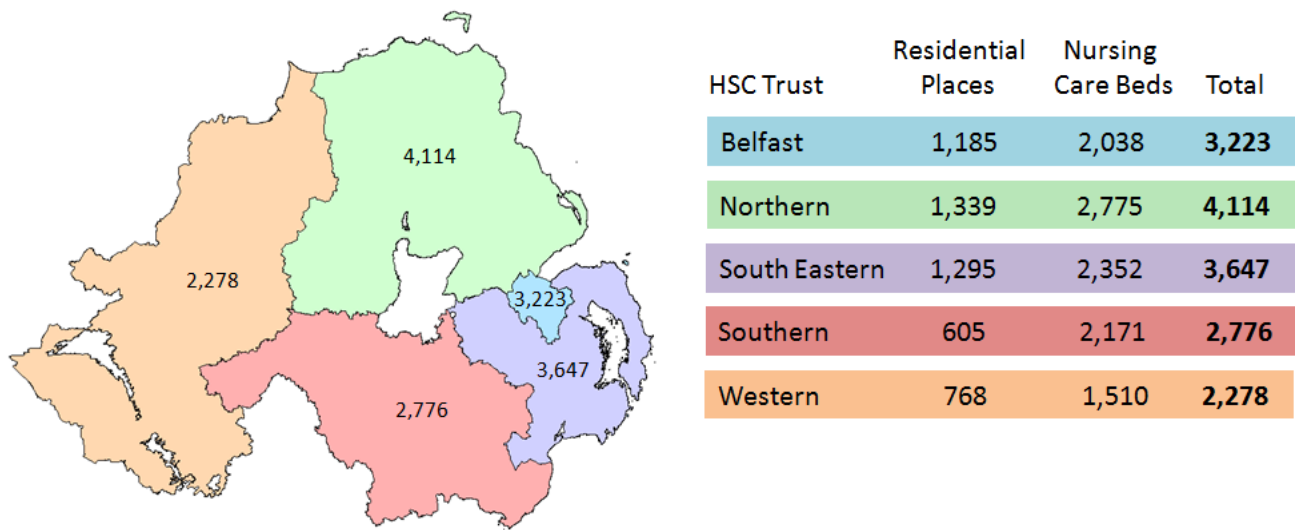 4,114
2,278
3,223
3,647
2,776
HSC Trust Residential Places Nursing Care Beds Total
Belfast 1,185 2,038 3,223
Northern 1,339 2,775 4,114
South Eastern 1,295 2,352 3,647
Southern 605 2,171 2,776
Western 768 1,510 2,278